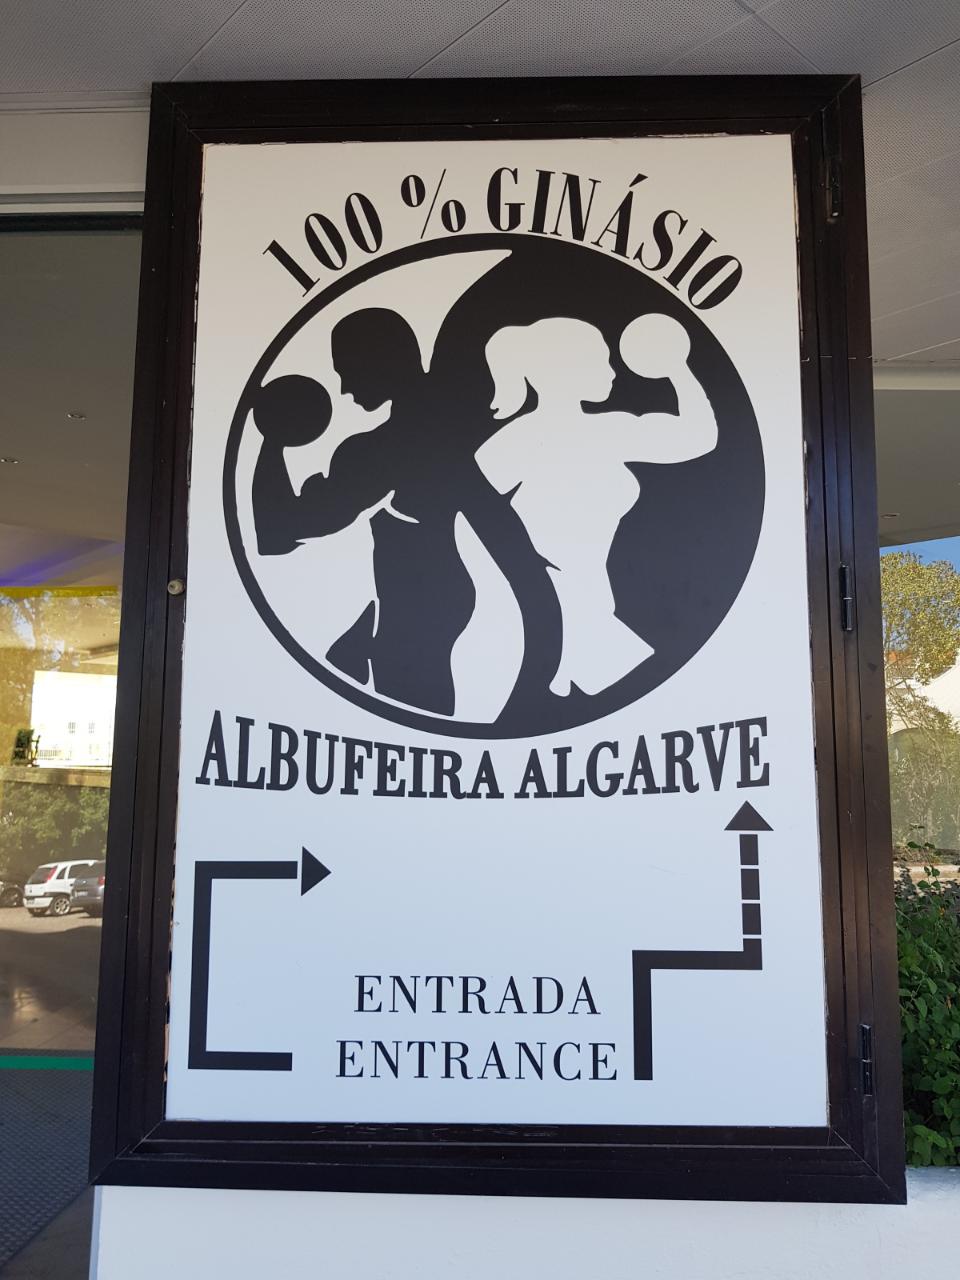 100 % GINÁSIO
ALBUFEIRA ALGARVE
ENTRADA
ENTRANCE